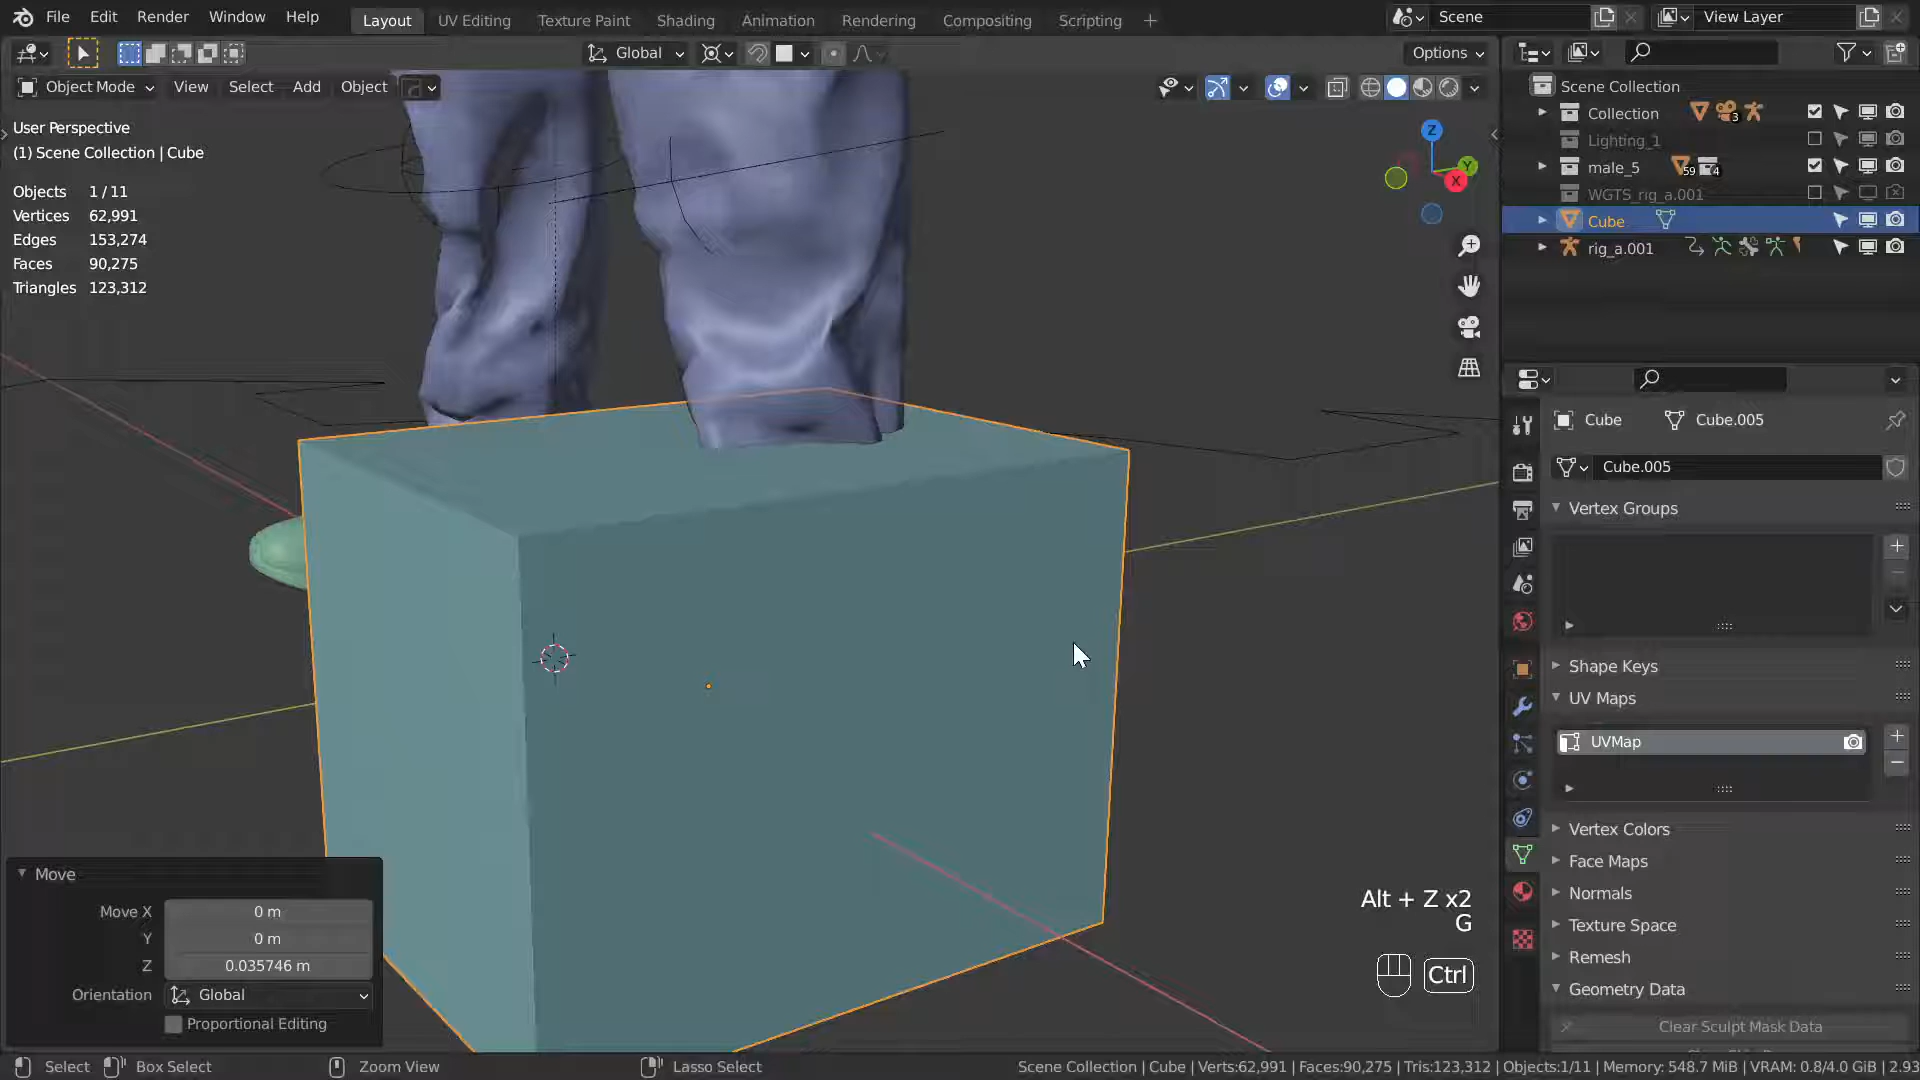 File Edit Render Window Help
Layout UV Editing Texture Paint Shading Animation Rendering Compositing Scripting +
Scene
View Layer
Global
Options
Object Mode View Select Add Object
User Perspective
(1) Scene Collection | Cube
Objects 1 / 11
Vertices 62,991
Edges 153,274
Faces 90,275
Triangles 123,312
Z
Y
X
Scene Collection
Collection 3
Lighting_1
male_5 59 4
WGTS_rig_a.001
Cube
rig_a.001
Cube Cube.005
Cube.005
Vertex Groups
Shape Keys
UV Maps
UVMap
Vertex Colors
Face Maps
Normals
Texture Space
Remesh
Geometry Data
Clear Sculpt Mask Data
Move
Move X 0 m
Y 0 m
Z 0.035746 m
Orientation Global
Proportional Editing
Alt + Z x2
G
Ctrl
Select Box Select Zoom View Lasso Select
Scene Collection | Cube | Verts:62,991 | Faces:90,275 | Tris:123,312 | Objects:1/11 | Memory: 548.7 MiB | VRAM: 0.8/4.0 GiB | 2.93